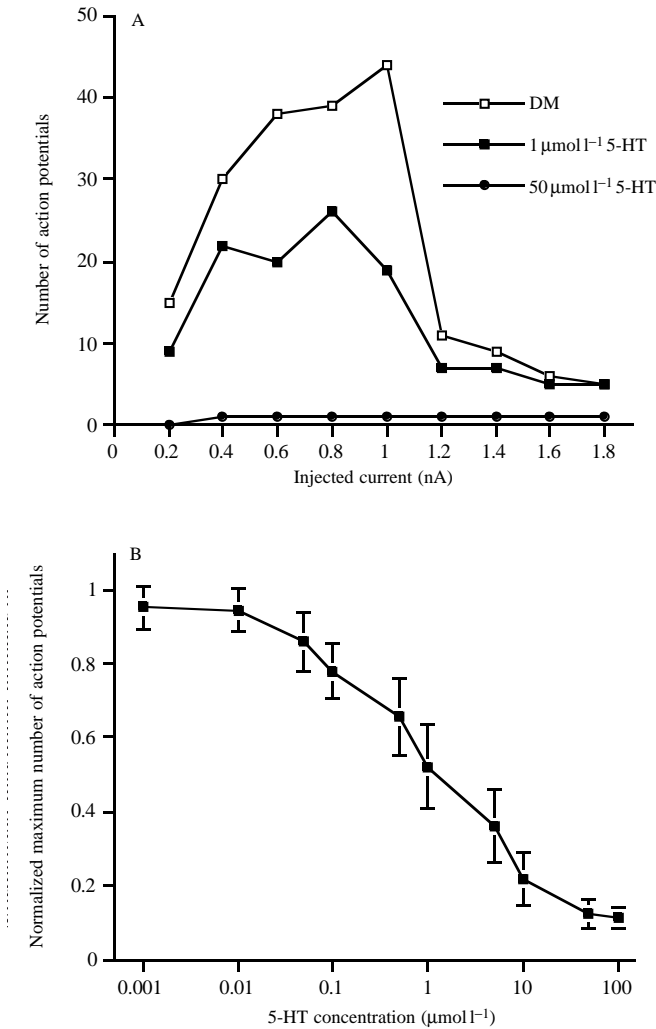 A
50
40
30
20
10
0
Number of action potentials
DM
1 μmol l⁻¹ 5-HT
50 μmol l⁻¹ 5-HT
0 0.2 0.4 0.6 0.8 1 1.2 1.4 1.6 1.8
Injected current (nA)
B
1
0.8
0.6
0.4
0.2
0
Normalized maximum number of action potentials
0.001 0.01 0.1 1 10 100
5-HT concentration (μmol l⁻¹)